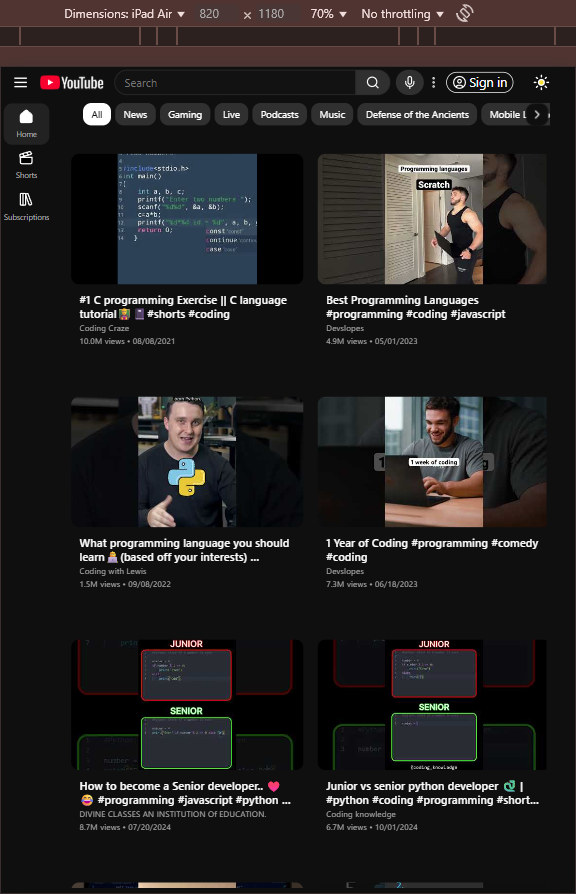 Dimensions: iPad Air 820 × 1180 70% No throttling
YouTube Search Sign in
All News Gaming Live Podcasts Music Defense of the Ancients Mobile
Home
Shorts
Subscriptions
#include<stdio.h>
int main()
{
int a, b, c;
printf("Enter two numbers ");
scanf("%d%d", &a, &b);
c=a*b;
return 0;
}
const
continue
case
Programming languages
Scratch
#1 C programming Exercise || C language
tutorial 👨‍🏫 📓 #shorts #coding
Coding Craze
10.0M views • 08/08/2021
Best Programming Languages
#programming #coding #javascript
Devslopes
4.9M views • 05/01/2023
1 week of coding
What programming language you should
learn 👨‍💻 (based off your interests) ...
Coding with Lewis
1.5M views • 09/08/2022
1 Year of Coding #programming #comedy
#coding
Devslopes
7.3M views • 06/18/2023
JUNIOR
SENIOR
JUNIOR
SENIOR
@coding_knowledge
How to become a Senior developer.. ❤️
😂 #programming #javascript #python ...
DIVINE CLASSES AN INSTITUTION Of EDUCATION.
8.7M views • 07/20/2024
Junior vs senior python developer 🐍 |
#python #coding #programming #short...
Coding knowledge
6.7M views • 10/01/2024